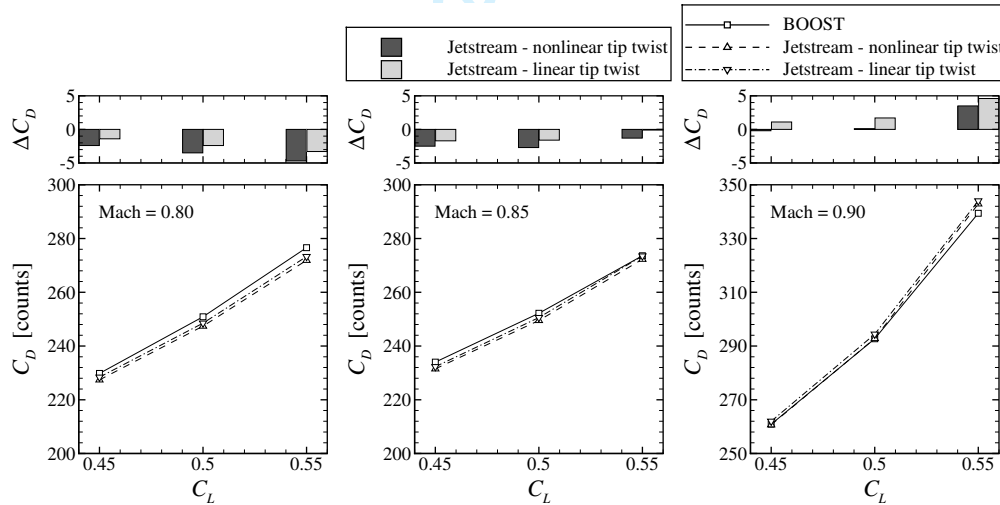 BOOST
Jetstream - nonlinear tip twist
Jetstream - linear tip twist
Jetstream - nonlinear tip twist
Jetstream - linear tip twist
ΔC_D
5
0
-5
ΔC_D
5
0
-5
ΔC_D
5
0
-5
C_D [counts]
300
280
260
240
220
200
Mach = 0.80
0.45 0.5 0.55
C_L
C_D [counts]
300
280
260
240
220
200
Mach = 0.85
0.45 0.5 0.55
C_L
C_D [counts]
350
330
310
290
270
250
Mach = 0.90
0.45 0.5 0.55
C_L